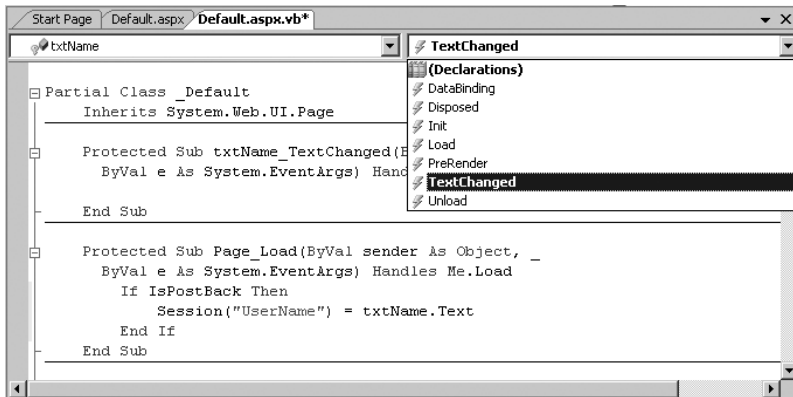 Start Page Default.aspx Default.aspx.vb*
txtName TextChanged
(Declarations)
DataBinding
Disposed
Init
Load
PreRender
TextChanged
Unload
Partial Class _Default
Inherits System.Web.UI.Page
Protected Sub txtName_TextChanged(
ByVal e As System.EventArgs)
End Sub
Protected Sub Page_Load(ByVal sender As Object, _
ByVal e As System.EventArgs) Handles Me.Load
If IsPostBack Then
Session("UserName") = txtName.Text
End If
End Sub